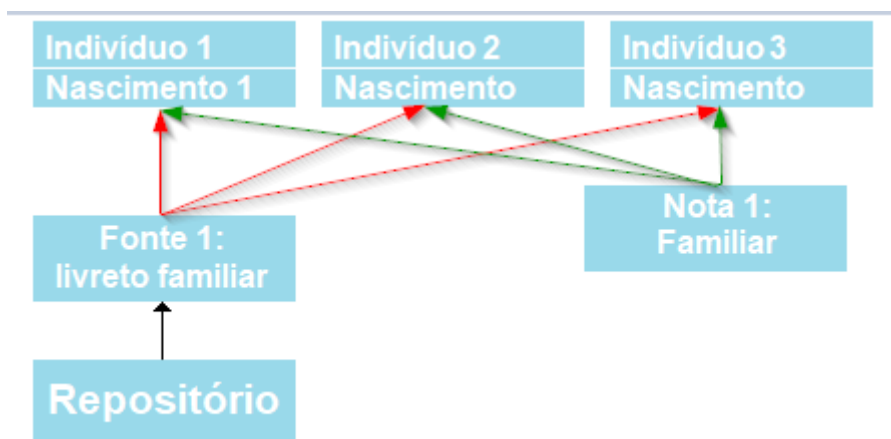 Indivíduo 1
Nascimento 1
Indivíduo 2
Nascimento
Indivíduo 3
Nascimento
Fonte 1:
livreto familiar
Nota 1:
Familiar
Repositório